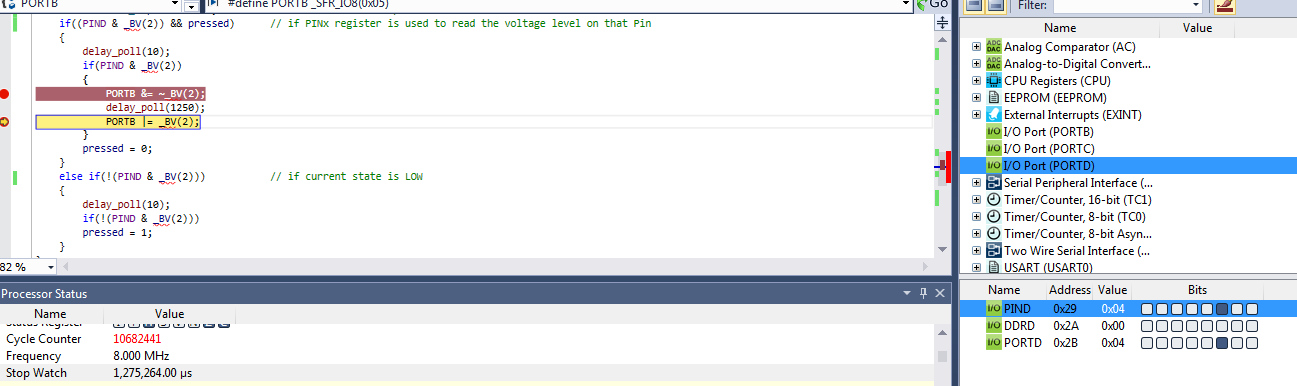 PORTB
#define PORTB _SFR_IO8(0x05)
Go
if((PIND & _BV(2)) && pressed) // if PINx register is used to read the voltage level on that Pin
{
delay_poll(10);
if(PIND & _BV(2))
{
PORTB &= ~_BV(2);
delay_poll(1250);
PORTB |= _BV(2);
}
pressed = 0;
}
else if(!(PIND & _BV(2))) // if current state is LOW
{
delay_poll(10);
if(!(PIND & _BV(2)))
pressed = 1;
}
82 %
Processor Status
Name Value
Status Register
Cycle Counter 10682441
Frequency 8.000 MHz
Stop Watch 1,275,264.00 µs
Filter:
Name Value
Analog Comparator (AC)
Analog-to-Digital Convert...
CPU Registers (CPU)
EEPROM (EEPROM)
External Interrupts (EXINT)
I/O I/O Port (PORTB)
I/O I/O Port (PORTC)
I/O I/O Port (PORTD)
Serial Peripheral Interface (...
Timer/Counter, 16-bit (TC1)
Timer/Counter, 8-bit (TC0)
Timer/Counter, 8-bit Asyn...
Two Wire Serial Interface (...
USART (USART0)
Name Address Value Bits
I/O PIND 0x29 0x04
I/O DDRD 0x2A 0x00
I/O PORTD 0x2B 0x04